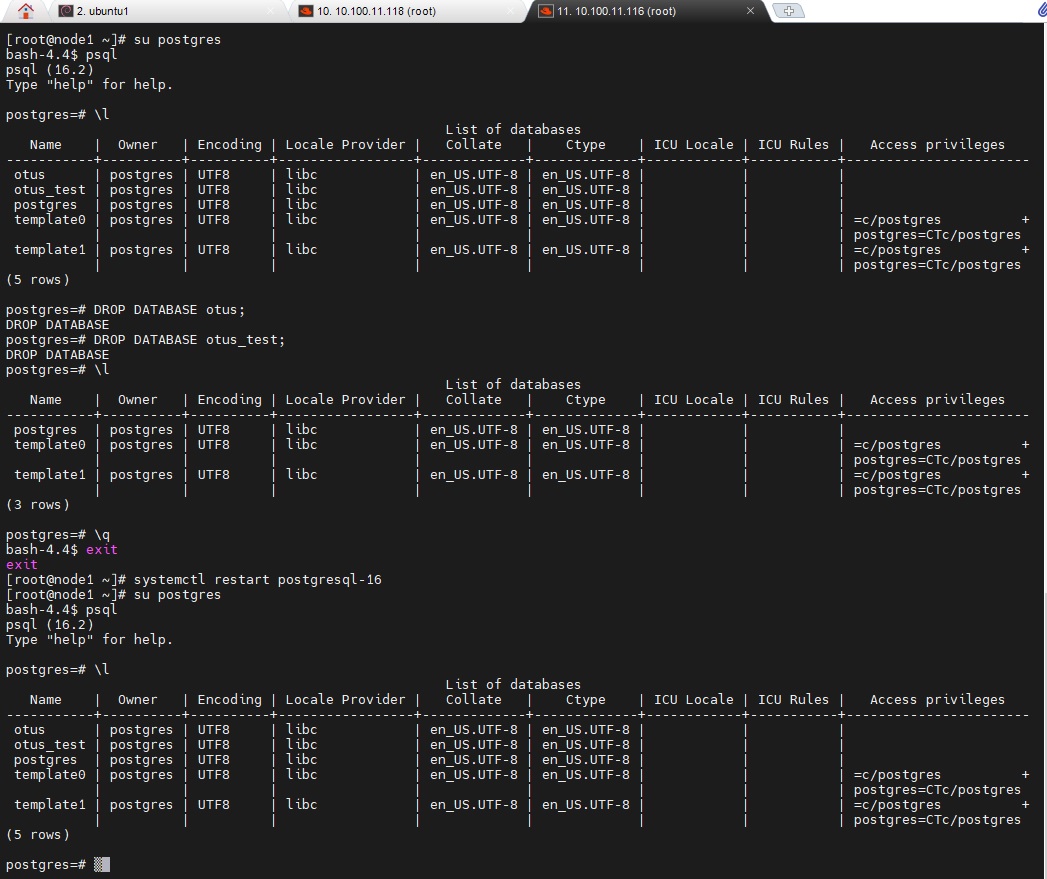 2. ubuntu1
10. 10.100.11.118 (root)
11. 10.100.11.116 (root)
[root@node1 ~]# su postgres
bash-4.4$ psql
psql (16.2)
Type "help" for help.
postgres=# \l
List of databases
Name | Owner | Encoding | Locale Provider | Collate | Ctype | ICU Locale | ICU Rules | Access privileges
-----------+----------+----------+-----------------+-------------+-------------+------------+-----------+-----------------------
otus | postgres | UTF8 | libc | en_US.UTF-8 | en_US.UTF-8 | | |
otus_test | postgres | UTF8 | libc | en_US.UTF-8 | en_US.UTF-8 | | |
postgres | postgres | UTF8 | libc | en_US.UTF-8 | en_US.UTF-8 | | |
template0 | postgres | UTF8 | libc | en_US.UTF-8 | en_US.UTF-8 | | | =c/postgres +
| | | | | | | | postgres=CTc/postgres
template1 | postgres | UTF8 | libc | en_US.UTF-8 | en_US.UTF-8 | | | =c/postgres +
| | | | | | | | postgres=CTc/postgres
(5 rows)
postgres=# DROP DATABASE otus;
DROP DATABASE
postgres=# DROP DATABASE otus_test;
DROP DATABASE
postgres=# \l
List of databases
Name | Owner | Encoding | Locale Provider | Collate | Ctype | ICU Locale | ICU Rules | Access privileges
-----------+----------+----------+-----------------+-------------+-------------+------------+-----------+-----------------------
postgres | postgres | UTF8 | libc | en_US.UTF-8 | en_US.UTF-8 | | |
template0 | postgres | UTF8 | libc | en_US.UTF-8 | en_US.UTF-8 | | | =c/postgres +
| | | | | | | | postgres=CTc/postgres
template1 | postgres | UTF8 | libc | en_US.UTF-8 | en_US.UTF-8 | | | =c/postgres +
| | | | | | | | postgres=CTc/postgres
(3 rows)
postgres=# \q
bash-4.4$ exit
exit
[root@node1 ~]# systemctl restart postgresql-16
[root@node1 ~]# su postgres
bash-4.4$ psql
psql (16.2)
Type "help" for help.
postgres=# \l
List of databases
Name | Owner | Encoding | Locale Provider | Collate | Ctype | ICU Locale | ICU Rules | Access privileges
-----------+----------+----------+-----------------+-------------+-------------+------------+-----------+-----------------------
otus | postgres | UTF8 | libc | en_US.UTF-8 | en_US.UTF-8 | | |
otus_test | postgres | UTF8 | libc | en_US.UTF-8 | en_US.UTF-8 | | |
postgres | postgres | UTF8 | libc | en_US.UTF-8 | en_US.UTF-8 | | |
template0 | postgres | UTF8 | libc | en_US.UTF-8 | en_US.UTF-8 | | | =c/postgres +
| | | | | | | | postgres=CTc/postgres
template1 | postgres | UTF8 | libc | en_US.UTF-8 | en_US.UTF-8 | | | =c/postgres +
| | | | | | | | postgres=CTc/postgres
(5 rows)
postgres=#